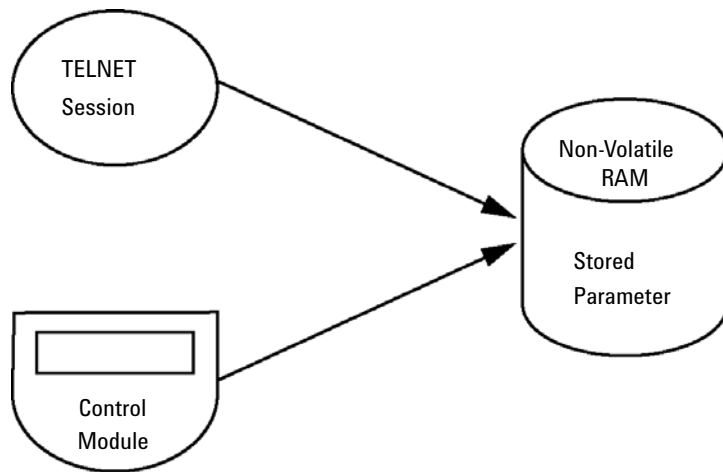 TELNET
Session
Non-Volatile
RAM
Stored
Parameter
Control
Module